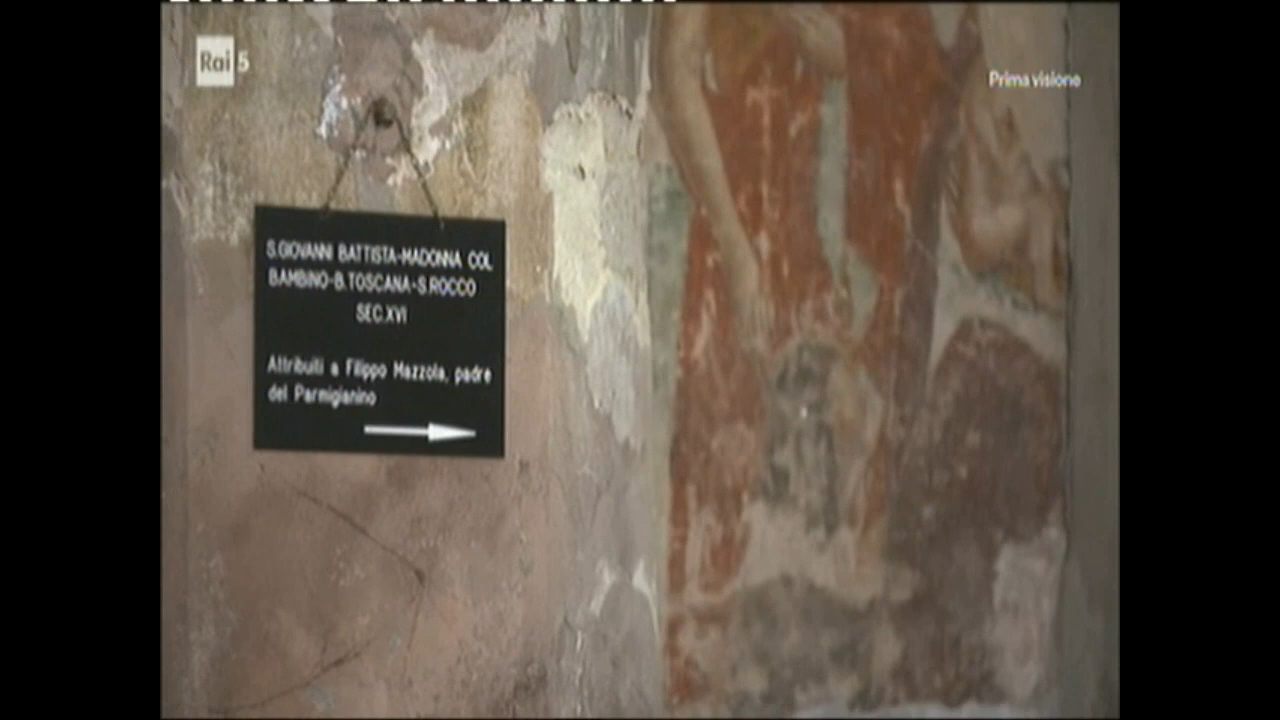 Rai 5
Prima visione
S.GIOVANNI BATTISTA-MADONNA COL
BAMBINO-B.TOSCANA-S.ROCCO
SEC.XVI
Attribuiti a Filippo Mazzola, padre
del Parmigianino